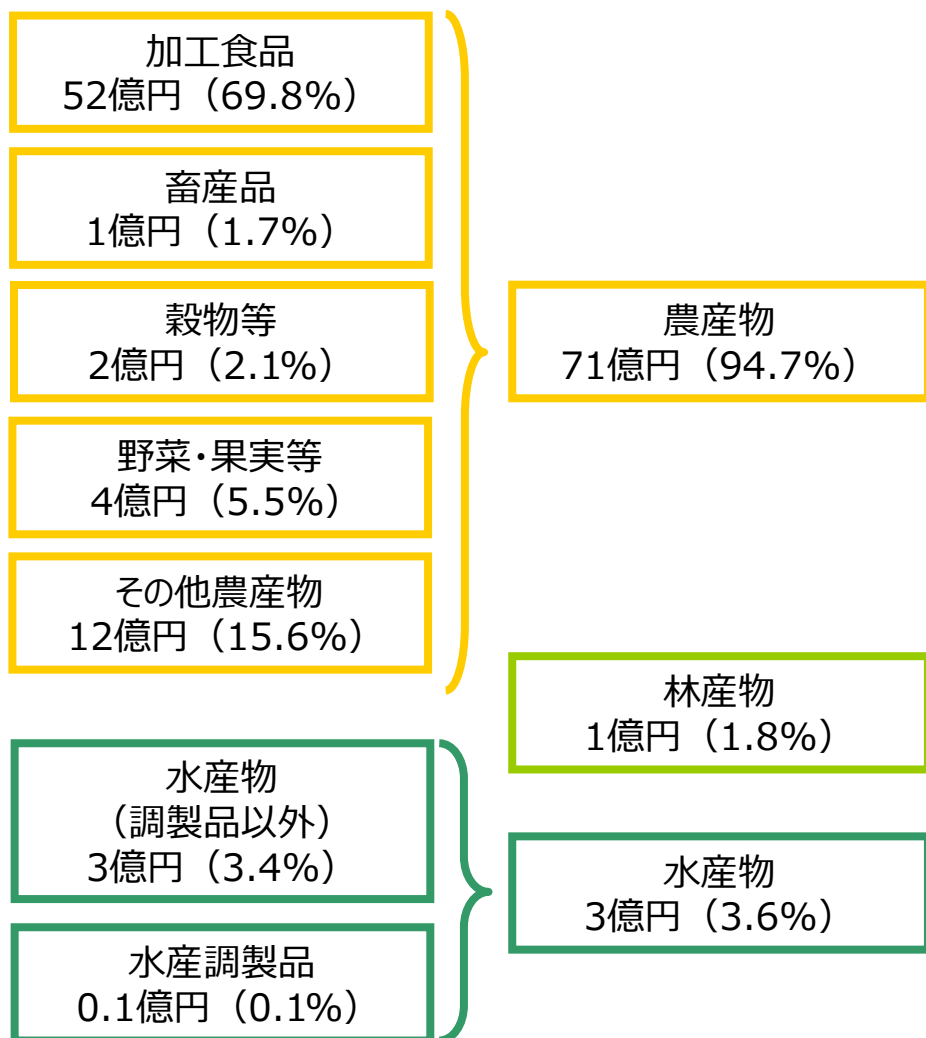 加工食品
52億円（69.8%）
畜産品
1億円（1.7%）
穀物等
2億円（2.1%）
野菜・果実等
4億円（5.5%）
その他農産物
12億円（15.6%）
農産物
71億円（94.7%）
林産物
1億円（1.8%）
水産物
（調製品以外）
3億円（3.4%）
水産調製品
0.1億円（0.1%）
水産物
3億円（3.6%）